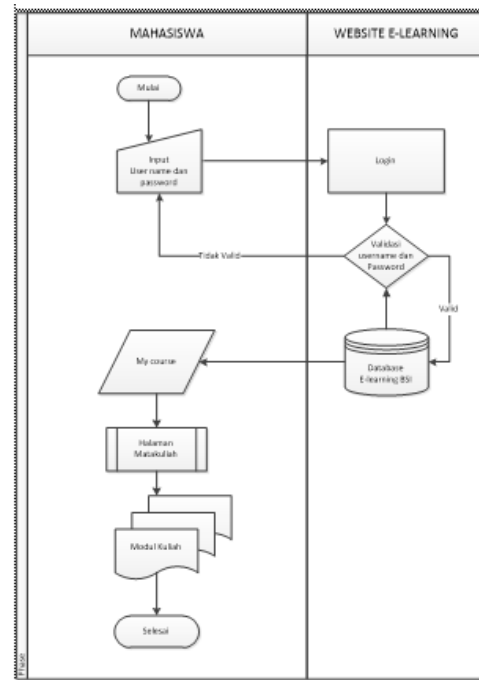 MAHASISWA
WEBSITE E-LEARNING
Mulai
Input
User name dan
password
Login
Validasi
username dan
Password
Tidak Valid
Valid
Database
E-learning BSI
My course
Halaman
Matakuliah
Modul Kuliah
Selesai
Phase